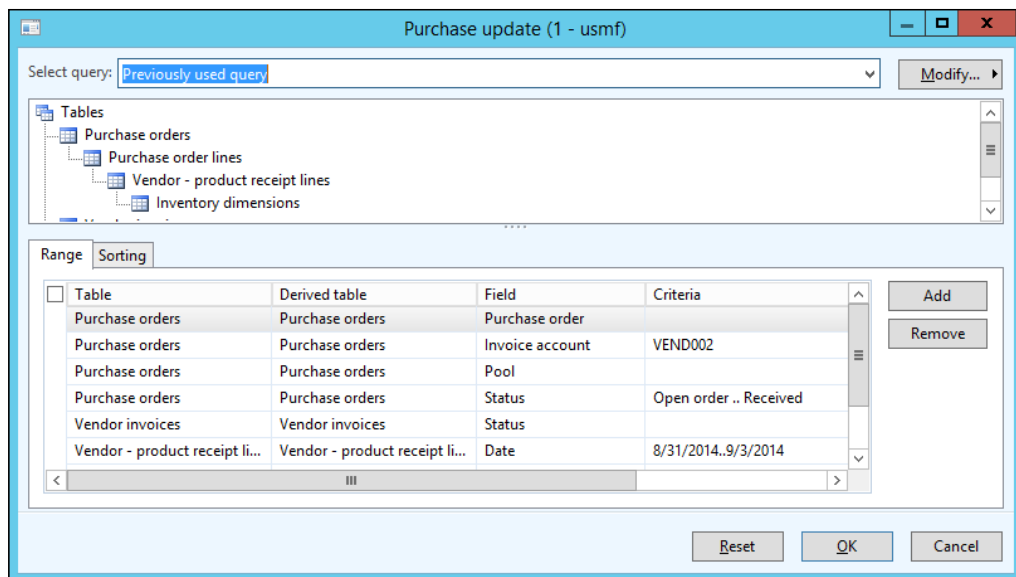 Purchase update (1 - usmf)
Select query: Previously used query Modify...
Tables
Purchase orders
Purchase order lines
Vendor - product receipt lines
Inventory dimensions
Range Sorting
Table Derived table Field Criteria Add
Purchase orders Purchase orders Purchase order
Remove
Purchase orders Purchase orders Invoice account VEND002
Purchase orders Purchase orders Pool
Purchase orders Purchase orders Status Open order .. Received
Vendor invoices Vendor invoices Status
Vendor - product receipt li... Vendor - product receipt li... Date 8/31/2014..9/3/2014
Reset OK Cancel